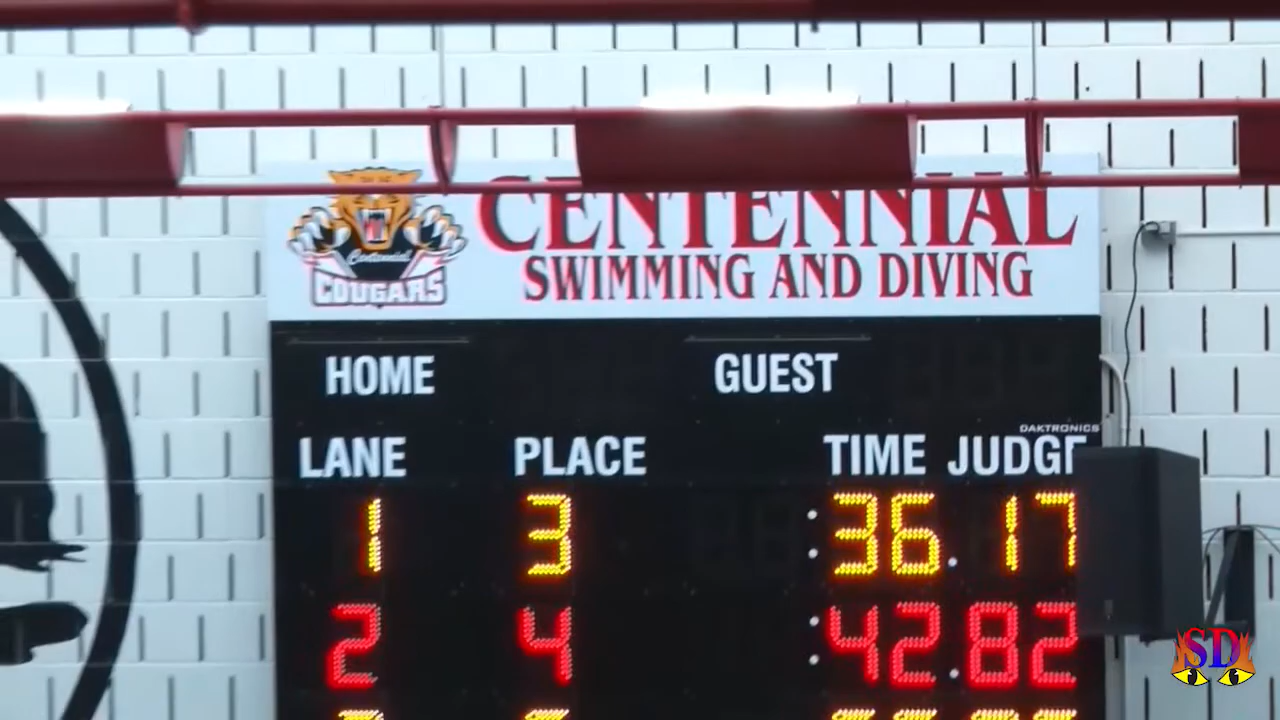 CENTENNIAL
SWIMMING AND DIVING
Centennial
COUGARS
HOME GUEST
DAKTRONICS
LANE PLACE TIME JUDGE
1 3 :36.17
2 4 :42.82
SD